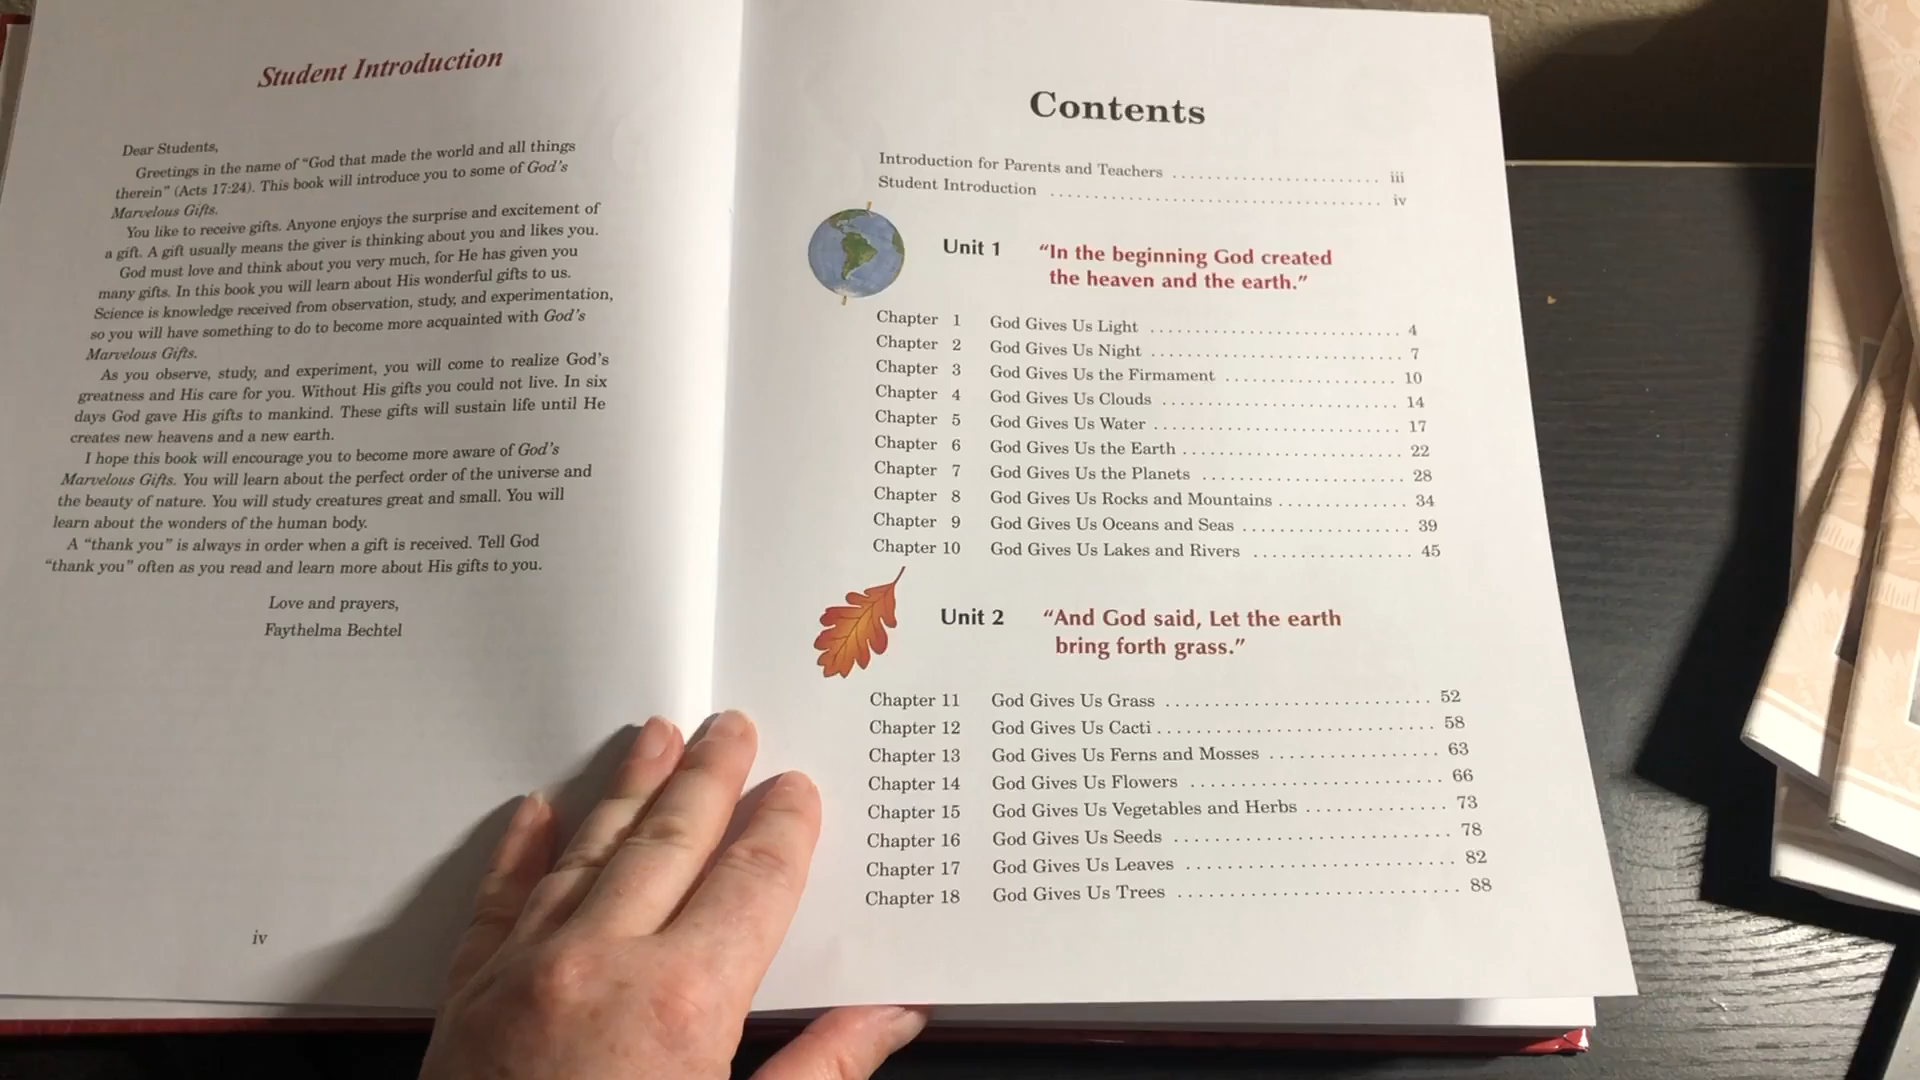 Student Introduction
Dear Students,
Greetings in the name of “God that made the world and all things
therein” (Acts 17:24). This book will introduce you to some of God’s
Marvelous Gifts.
You like to receive gifts. Anyone enjoys the surprise and excitement of
a gift. A gift usually means the giver is thinking about you and likes you.
God must love and think about you very much, for He has given you
many gifts. In this book you will learn about His wonderful gifts to us.
Science is knowledge received from observation, study, and experimentation,
so you will have something to do to become more acquainted with God’s
Marvelous Gifts.
As you observe, study, and experiment, you will come to realize God’s
greatness and His care for you. Without His gifts you could not live. In six
days God gave His gifts to mankind. These gifts will sustain life until He
creates new heavens and a new earth.
I hope this book will encourage you to become more aware of God’s
Marvelous Gifts. You will learn about the perfect order of the universe and
the beauty of nature. You will study creatures great and small. You will
learn about the wonders of the human body.
A “thank you” is always in order when a gift is received. Tell God
“thank you” often as you read and learn more about His gifts to you.
Love and prayers,
Faythelma Bechtel
iv
Contents
Introduction for Parents and Teachers ........................ iii
Student Introduction ................................... iv
Unit 1 “In the beginning God created
the heaven and the earth.”
Chapter 1 God Gives Us Light ............................ 4
Chapter 2 God Gives Us Night ............................ 7
Chapter 3 God Gives Us the Firmament ................... 10
Chapter 4 God Gives Us Clouds .......................... 14
Chapter 5 God Gives Us Water ........................... 17
Chapter 6 God Gives Us the Earth ........................ 22
Chapter 7 God Gives Us the Planets ...................... 28
Chapter 8 God Gives Us Rocks and Mountains .............. 34
Chapter 9 God Gives Us Oceans and Seas .................. 39
Chapter 10 God Gives Us Lakes and Rivers ................. 45
Unit 2 “And God said, Let the earth
bring forth grass.”
Chapter 11 God Gives Us Grass ............................ 52
Chapter 12 God Gives Us Cacti ............................ 58
Chapter 13 God Gives Us Ferns and Mosses .................. 63
Chapter 14 God Gives Us Flowers .......................... 66
Chapter 15 God Gives Us Vegetables and Herbs .............. 73
Chapter 16 God Gives Us Seeds ............................ 78
Chapter 17 God Gives Us Leaves ........................... 82
Chapter 18 God Gives Us Trees ............................ 88